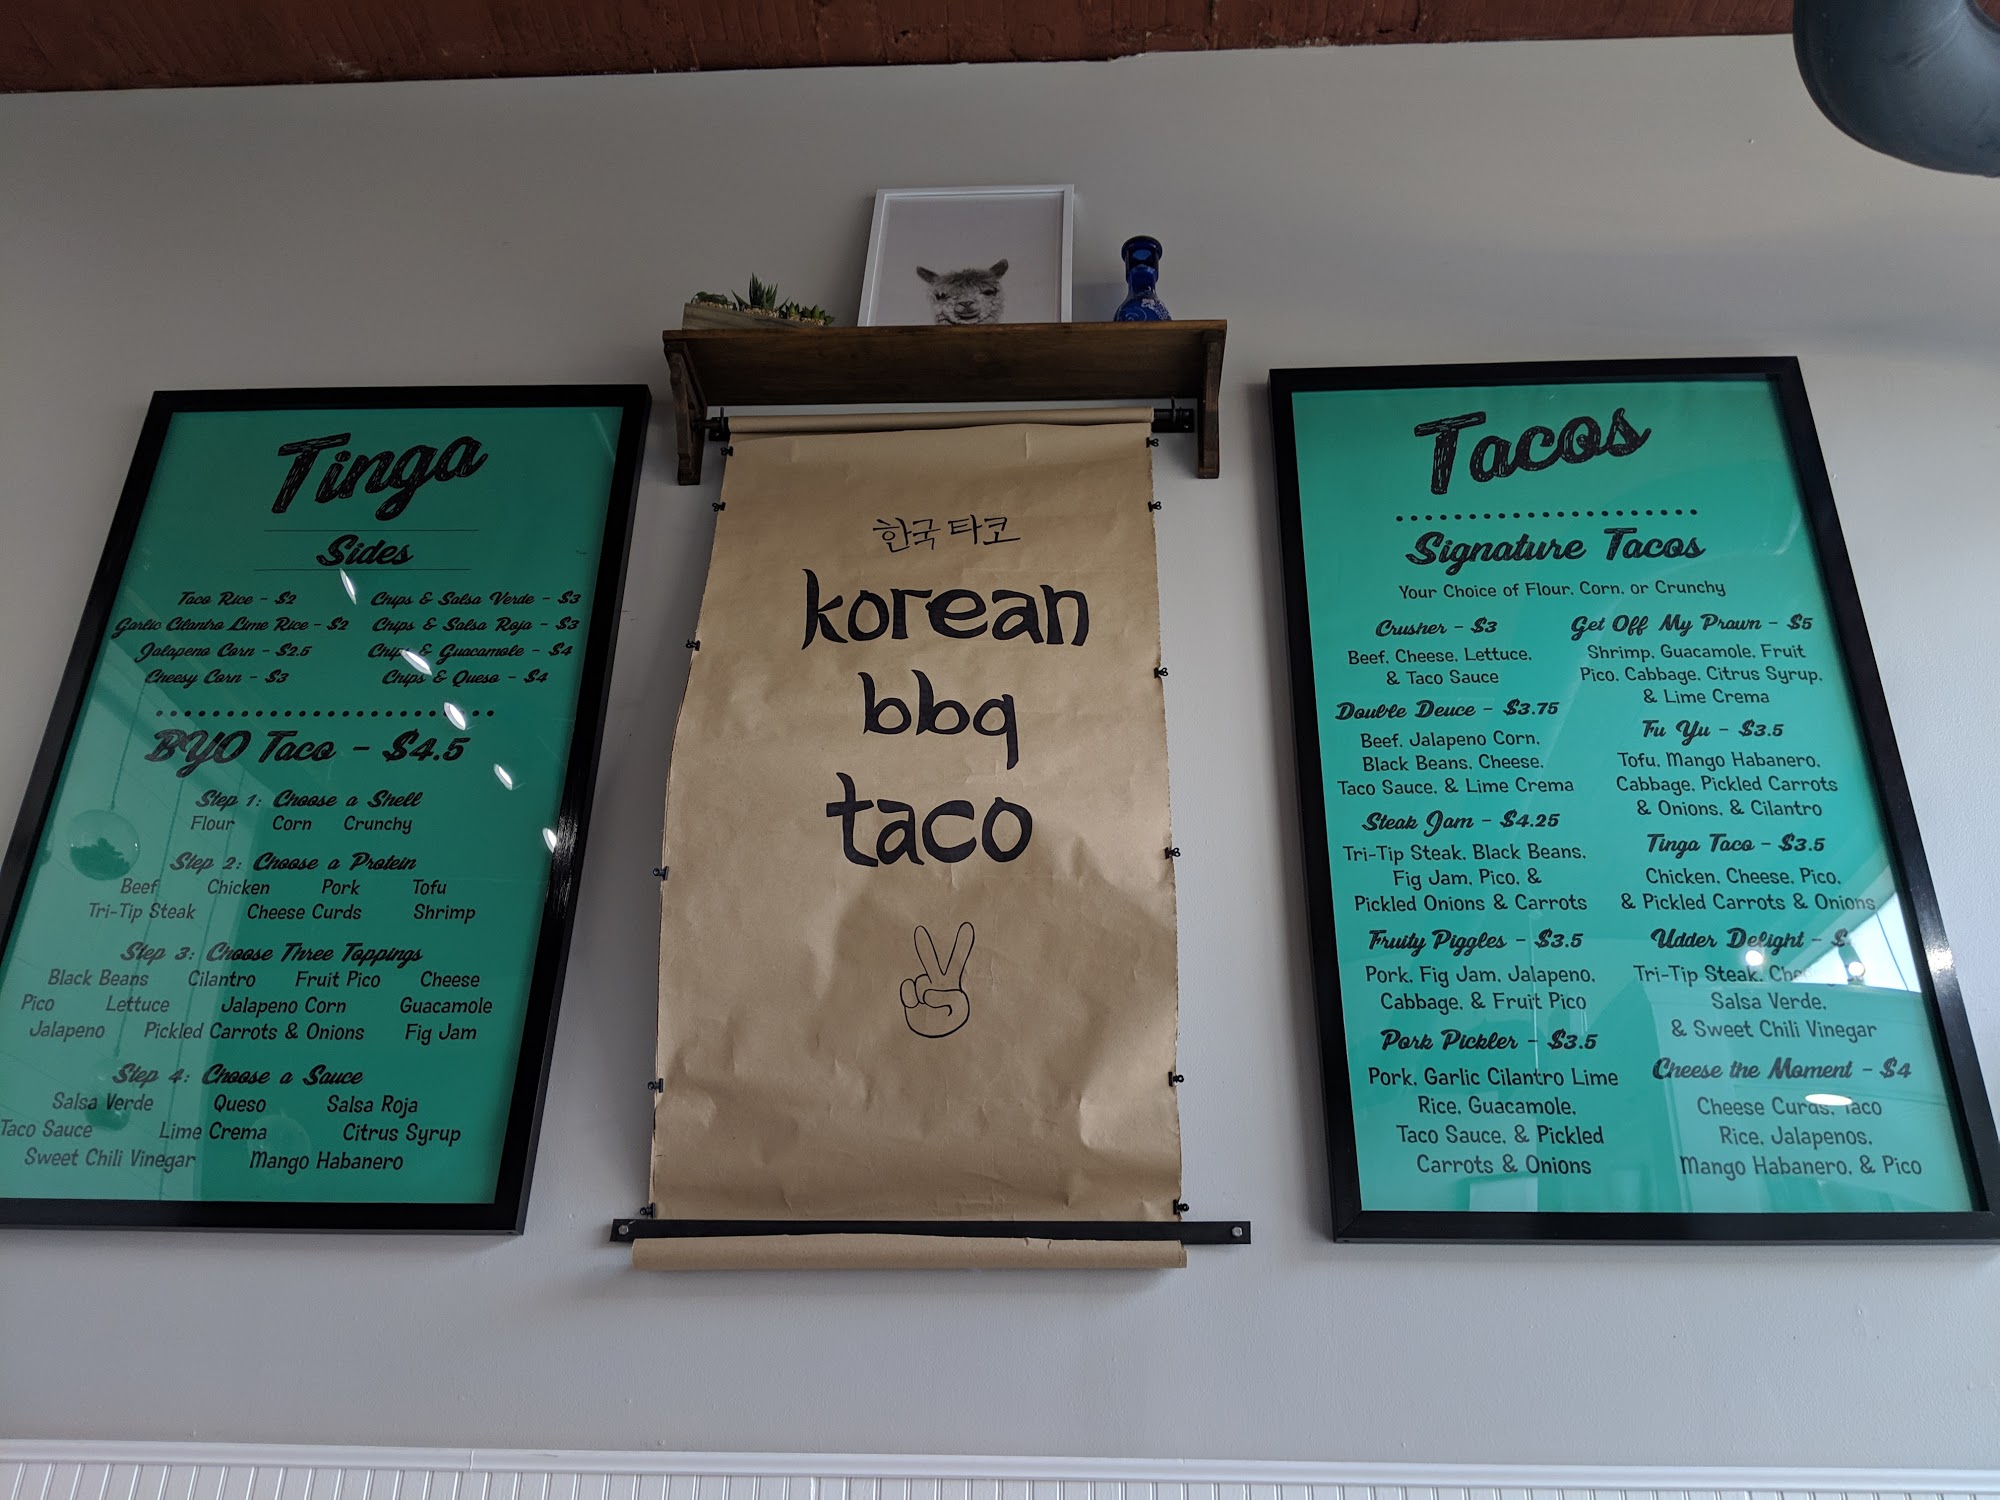 Tinga
Sides
Taco Rice - $2
Garlic Cilantro Lime Rice - $2
Jalapeno Corn - $2.5
Cheesy Corn - $3
Chips & Salsa Verde - $3
Chips & Salsa Roja - $3
Chips & Guacamole - $4
Chips & Queso - $4
BYO Taco - $4.5
Step 1: Choose a Shell
Flour Corn Crunchy
Step 2: Choose a Protein
Beef Chicken Pork Tofu
Tri-Tip Steak Cheese Curds Shrimp
Step 3: Choose Three Toppings
Black Beans Cilantro Fruit Pico Cheese
Pico Lettuce Jalapeno Corn Guacamole
Jalapeno Pickled Carrots & Onions Fig Jam
Step 4: Choose a Sauce
Salsa Verde Queso Salsa Roja
Taco Sauce Lime Crema Citrus Syrup
Sweet Chili Vinegar Mango Habanero
한국 타코
korean
bbq
taco
Tacos
Signature Tacos
Your Choice of Flour, Corn, or Crunchy
Crusher - $3
Beef, Cheese, Lettuce,
& Taco Sauce
Double Deuce - $3.75
Beef, Jalapeno Corn,
Black Beans, Cheese,
Taco Sauce, & Lime Crema
Steak Jam - $4.25
Tri-Tip Steak, Black Beans,
Fig Jam, Pico, &
Pickled Onions & Carrots
Fruity Piggles - $3.5
Pork, Fig Jam, Jalapeno,
Cabbage, & Fruit Pico
Pork Pickler - $3.5
Pork, Garlic Cilantro Lime
Rice, Guacamole,
Taco Sauce, & Pickled
Carrots & Onions
Get Off My Prawn - $5
Shrimp, Guacamole, Fruit
Pico, Cabbage, Citrus Syrup,
& Lime Crema
Fu Yu - $3.5
Tofu, Mango Habanero,
Cabbage, Pickled Carrots
& Onions, & Cilantro
Tinga Taco - $3.5
Chicken, Cheese, Pico,
& Pickled Carrots & Onions
Udder Delight - $
Tri-Tip Steak,
Salsa Verde,
& Sweet Chili Vinegar
Cheese the Moment - $4
Cheese Curds, Taco
Rice, Jalapenos,
Mango Habanero, & Pico